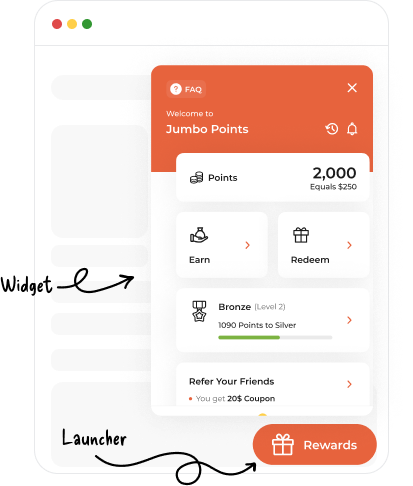 FAQ
Welcome to
Jumbo Points
Points
2,000
Equals $250
Earn
Redeem
Bronze (Level 2)
1090 Points to Silver
Refer Your Friends
You get 20$ Coupon
Widget
Launcher
Rewards